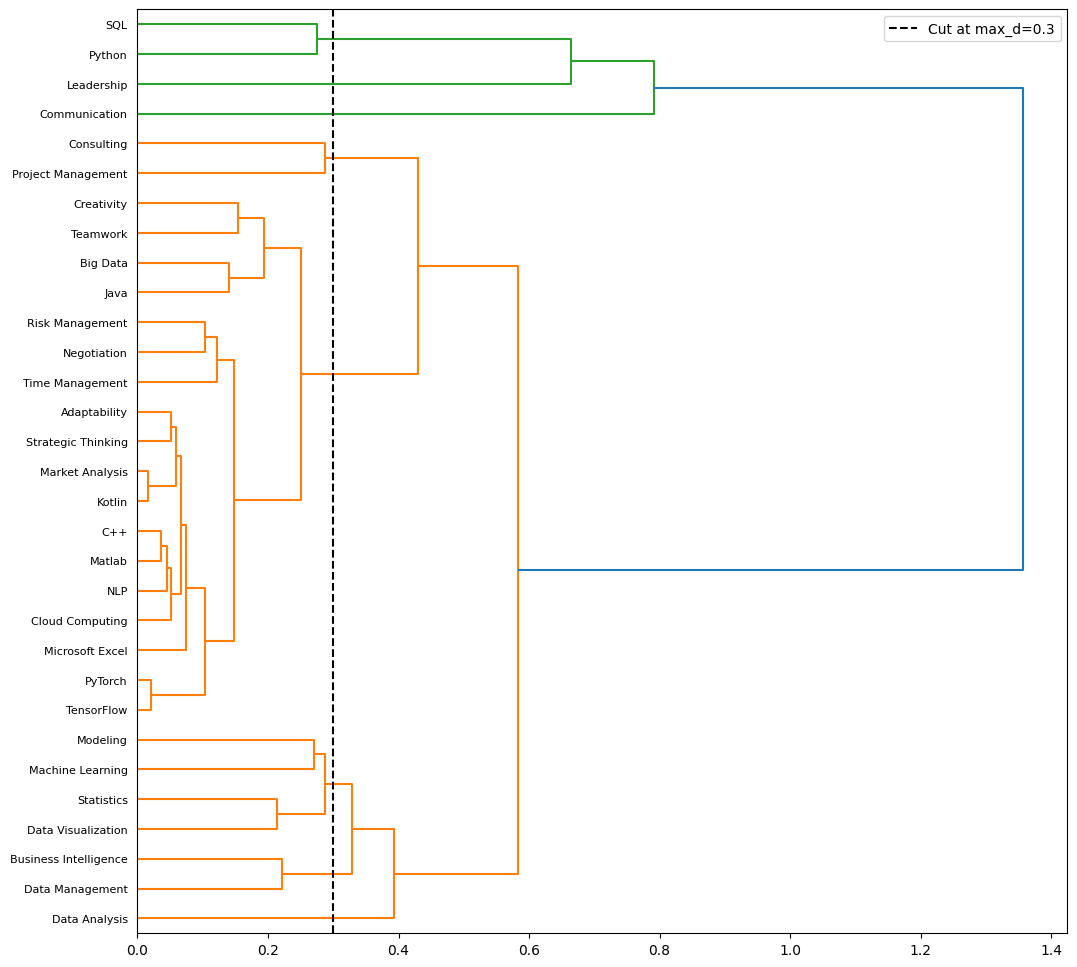 Cut at max_d=0.3
SQL
Python
Leadership
Communication
Consulting
Project Management
Creativity
Teamwork
Big Data
Java
Risk Management
Negotiation
Time Management
Adaptability
Strategic Thinking
Market Analysis
Kotlin
C++
Matlab
NLP
Cloud Computing
Microsoft Excel
PyTorch
TensorFlow
Modeling
Machine Learning
Statistics
Data Visualization
Business Intelligence
Data Management
Data Analysis
0.0 0.2 0.4 0.6 0.8 1.0 1.2 1.4